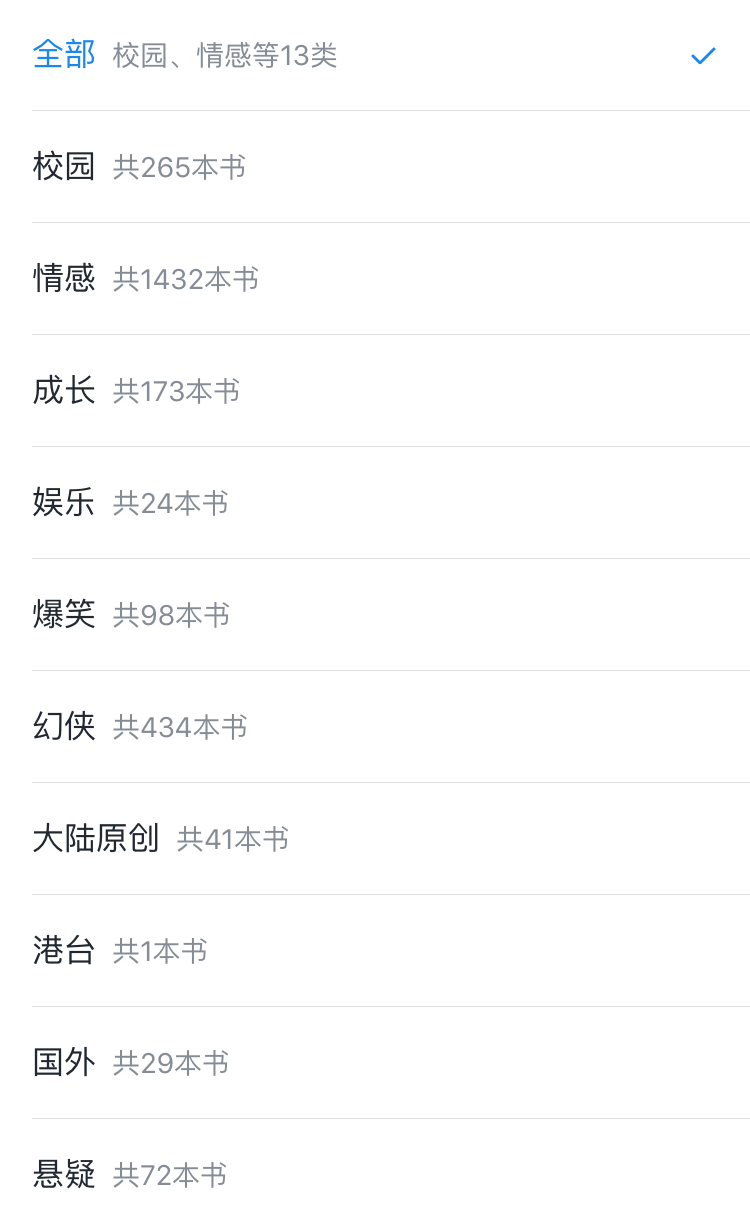 全部 校园、情感等13类
校园 共265本书
情感 共1432本书
成长 共173本书
娱乐 共24本书
爆笑 共98本书
幻侠 共434本书
大陆原创 共41本书
港台 共1本书
国外 共29本书
悬疑 共72本书